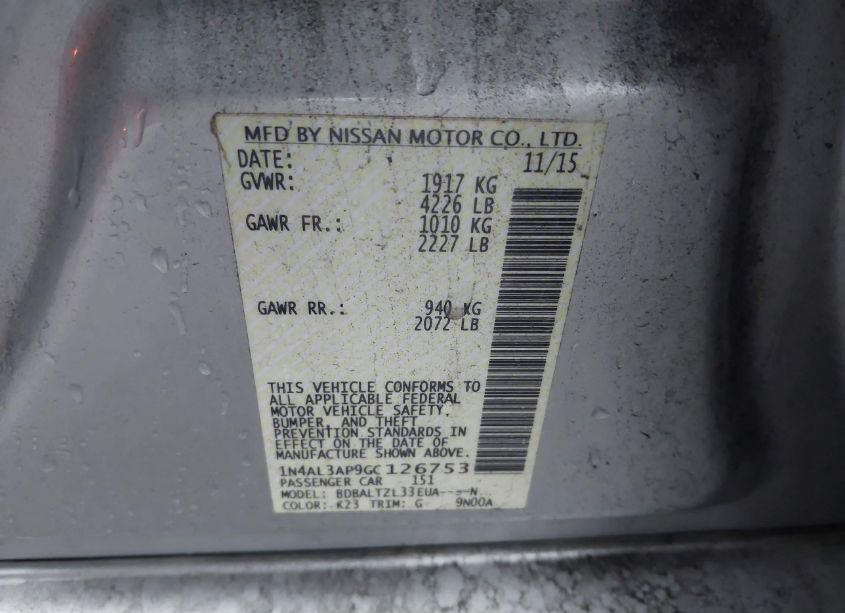 MFD BY NISSAN MOTOR CO., LTD.
DATE: 11/15
GVWR: 1917 KG
4226 LB
GAWR FR.: 1010 KG
2227 LB
GAWR RR.: 940 KG
2072 LB
THIS VEHICLE CONFORMS TO
ALL APPLICABLE FEDERAL
MOTOR VEHICLE SAFETY,
BUMPER, AND THEFT
PREVENTION STANDARDS IN
EFFECT ON THE DATE OF
MANUFACTURE SHOWN ABOVE.
1N4AL3AP9GC126753
PASSENGER CAR 151
MODEL: BDBALTZL33EUA---N
COLOR: K23 TRIM: G 9N00A